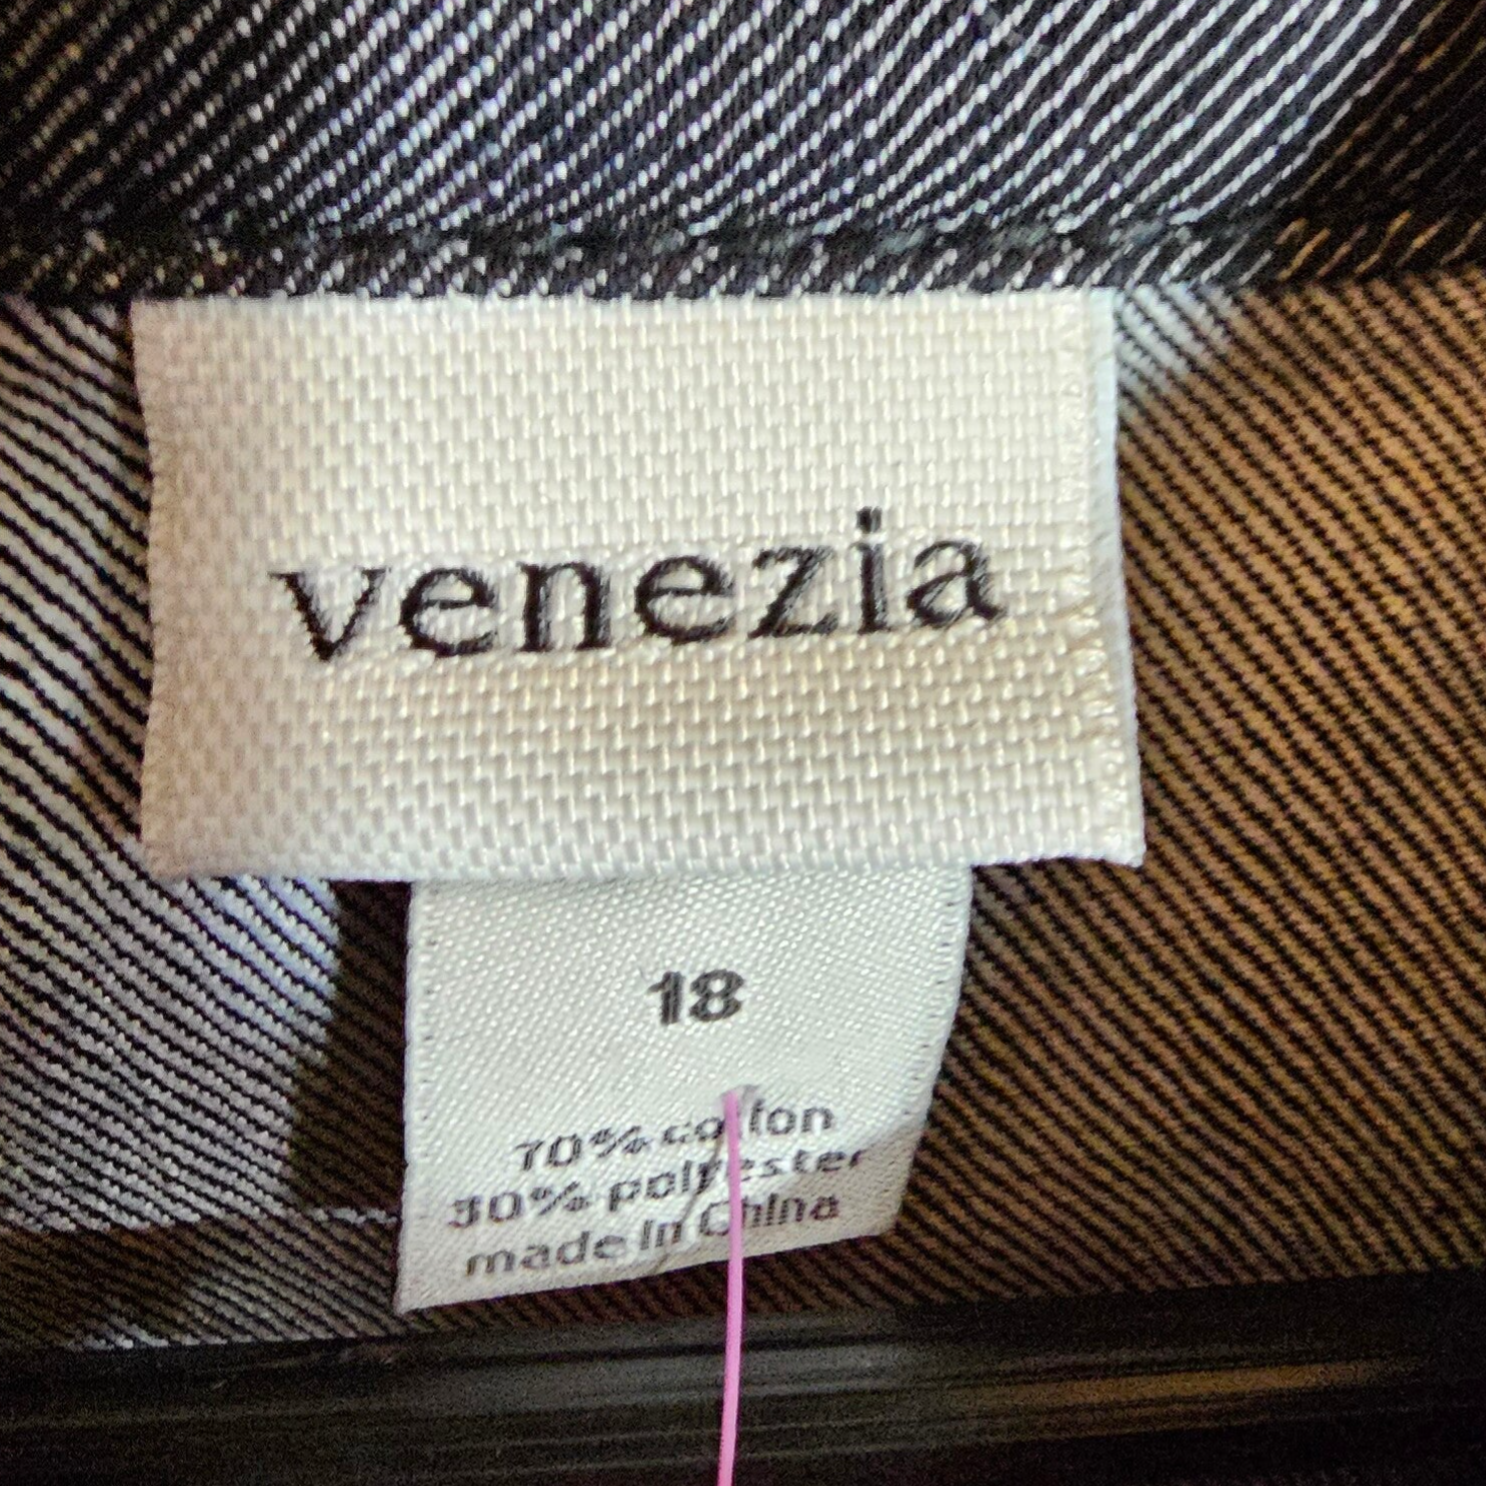 venezia
18
70% cotton
30% polyester
made in China